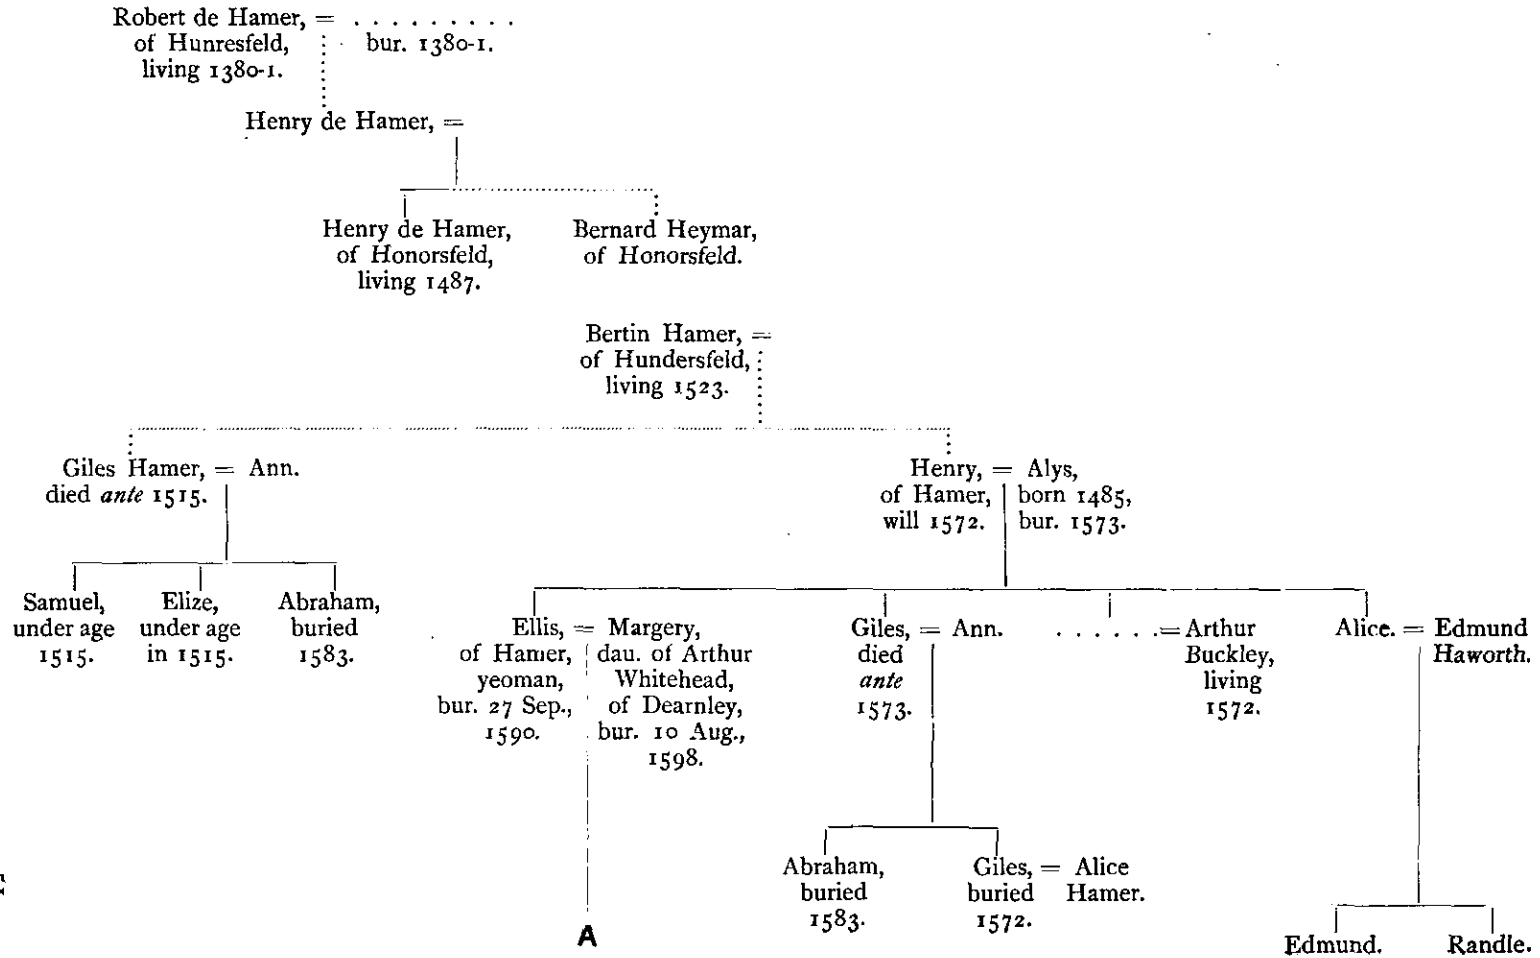 Robert de Hamer, = . . . . . . . . .
of Hunresfeld, bur. 1380-1.
living 1380-1.
Henry de Hamer, =
Henry de Hamer,
of Honorsfeld,
living 1487.
Bernard Heymar,
of Honorsfeld.
Bertin Hamer, =
of Hundersfeld,
living 1523.
Giles Hamer, = Ann.
died ante 1515.
Henry, = Alys,
of Hamer, born 1485,
will 1572. bur. 1573.
Samuel,
under age
1515.
Elize,
under age
in 1515.
Abraham,
buried
1583.
Ellis, = Margery,
of Hamer, dau. of Arthur
yeoman, Whitehead,
bur. 27 Sep., of Dearnley,
1590. bur. 10 Aug.,
1598.
Giles, = Ann.
died
ante
1573.
. . . . . . = Arthur
Buckley,
living
1572.
Alice. = Edmund
Haworth.
Abraham,
buried
1583.
Giles, = Alice
buried Hamer.
1572.
Edmund.
Randle.
A